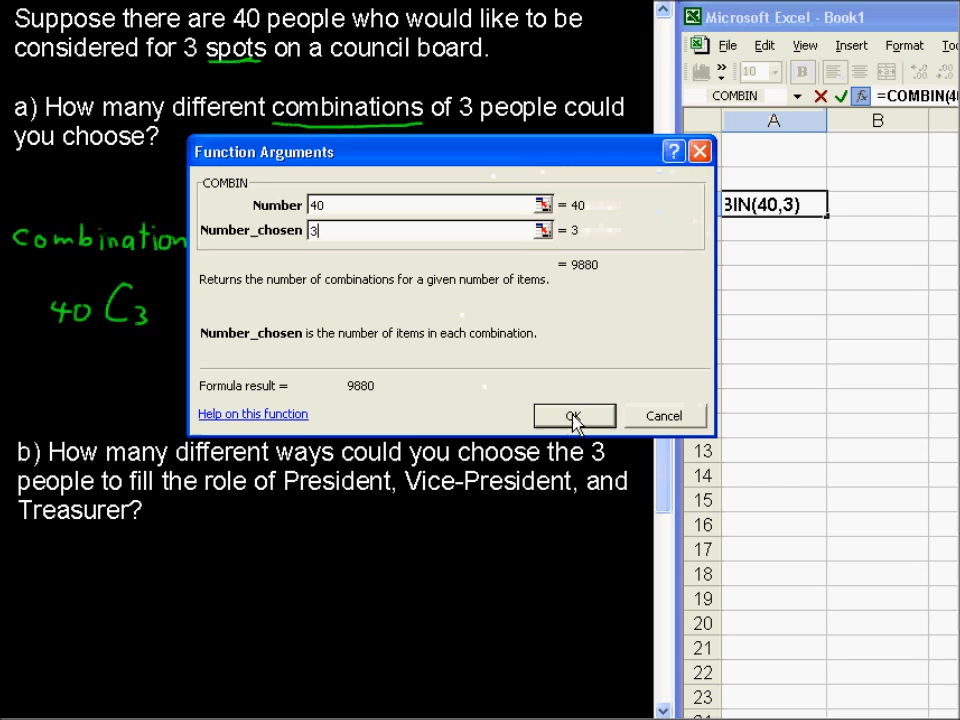 Suppose there are 40 people who would like to be
considered for 3 spots on a council board.
a) How many different combinations of 3 people could
you choose?
combination
40 C 3
Function Arguments
COMBIN
Number 40 = 40
Number_chosen 3 = 3
= 9880
Returns the number of combinations for a given number of items.
Number_chosen is the number of items in each combination.
Formula result = 9880
Help on this function
OK Cancel
b) How many different ways could you choose the 3
people to fill the role of President, Vice-President, and
Treasurer?
Microsoft Excel - Book1
File Edit View Insert Format
» 10 B
COMBIN =COMBIN(4
A B
BIN(40,3)
13
14
15
16
17
18
19
20
21
22
23